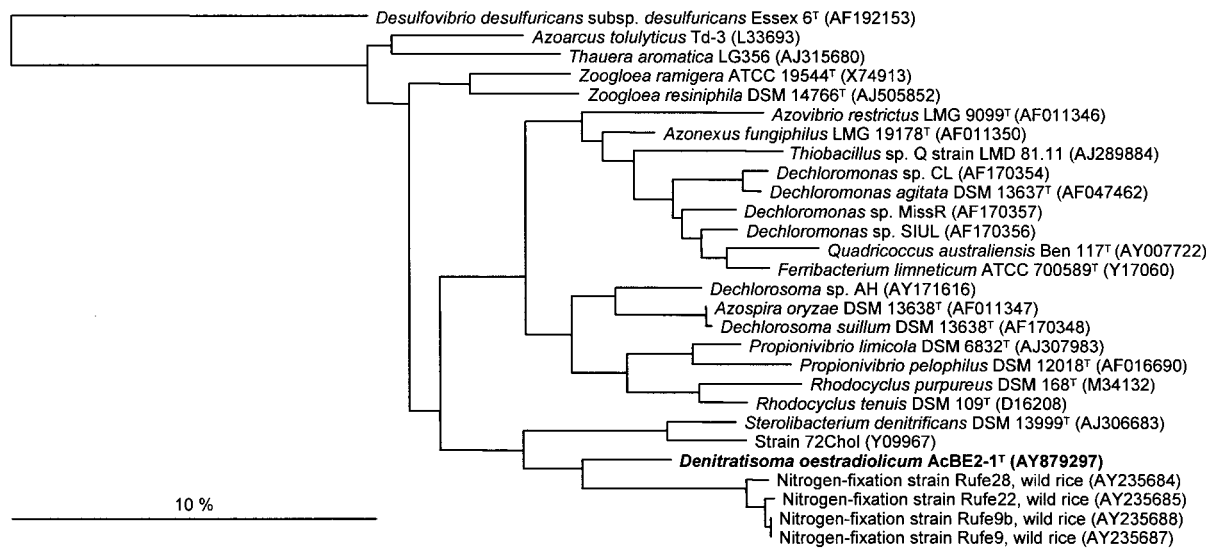 Desulfovibrio desulfuricans subsp. desulfuricans Essex 6ᵀ (AF192153)
Azoarcus tolulyticus Td-3 (L33693)
Thauera aromatica LG356 (AJ315680)
Zoogloea ramigera ATCC 19544ᵀ (X74913)
Zoogloea resiniphila DSM 14766ᵀ (AJ505852)
Azovibrio restrictus LMG 9099ᵀ (AF011346)
Azonexus fungiphilus LMG 19178ᵀ (AF011350)
Thiobacillus sp. Q strain LMD 81.11 (AJ289884)
Dechloromonas sp. CL (AF170354)
Dechloromonas agitata DSM 13637ᵀ (AF047462)
Dechloromonas sp. MissR (AF170357)
Dechloromonas sp. SIUL (AF170356)
Quadricoccus australiensis Ben 117ᵀ (AY007722)
Ferribacterium limneticum ATCC 700589ᵀ (Y17060)
Dechlorosoma sp. AH (AY171616)
Azospira oryzae DSM 13638ᵀ (AF011347)
Dechlorosoma suillum DSM 13638ᵀ (AF170348)
Propionivibrio limicola DSM 6832ᵀ (AJ307983)
Propionivibrio pelophilus DSM 12018ᵀ (AF016690)
Rhodocyclus purpureus DSM 168ᵀ (M34132)
Rhodocyclus tenuis DSM 109ᵀ (D16208)
Sterolibacterium denitrificans DSM 13999ᵀ (AJ306683)
Strain 72Chol (Y09967)
Denitratisoma oestradiolicum AcBE2-1ᵀ (AY879297)
Nitrogen-fixation strain Rufe28, wild rice (AY235684)
Nitrogen-fixation strain Rufe22, wild rice (AY235685)
Nitrogen-fixation strain Rufe9b, wild rice (AY235688)
Nitrogen-fixation strain Rufe9, wild rice (AY235687)
10 %